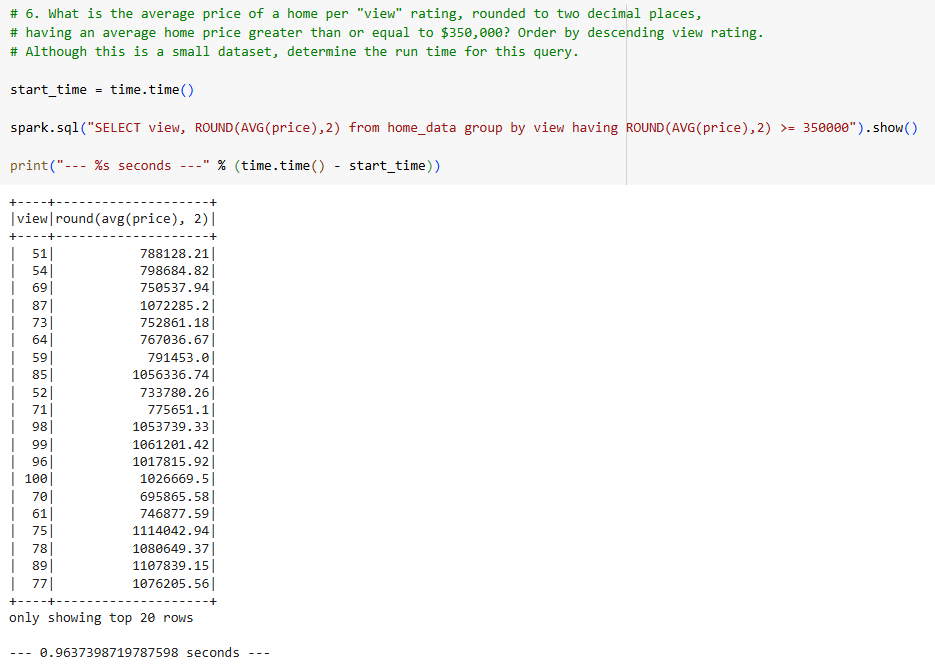 # 6. What is the average price of a home per "view" rating, rounded to two decimal places,
# having an average home price greater than or equal to $350,000? Order by descending view rating.
# Although this is a small dataset, determine the run time for this query.
start_time = time.time()
spark.sql("SELECT view, ROUND(AVG(price),2) from home_data group by view having ROUND(AVG(price),2) >= 350000").show()
print("--- %s seconds ---" % (time.time() - start_time))
+----+--------------------+
|view|round(avg(price), 2)|
+----+--------------------+
|  51|           788128.21|
|  54|           798684.82|
|  69|           750537.94|
|  87|           1072285.2|
|  73|           752861.18|
|  64|           767036.67|
|  59|            791453.0|
|  85|          1056336.74|
|  52|           733780.26|
|  71|            775651.1|
|  98|          1053739.33|
|  99|          1061201.42|
|  96|          1017815.92|
| 100|           1026669.5|
|  70|           695865.58|
|  61|           746877.59|
|  75|          1114042.94|
|  78|          1080649.37|
|  89|          1107839.15|
|  77|          1076205.56|
+----+--------------------+
only showing top 20 rows
--- 0.9637398719787598 seconds ---